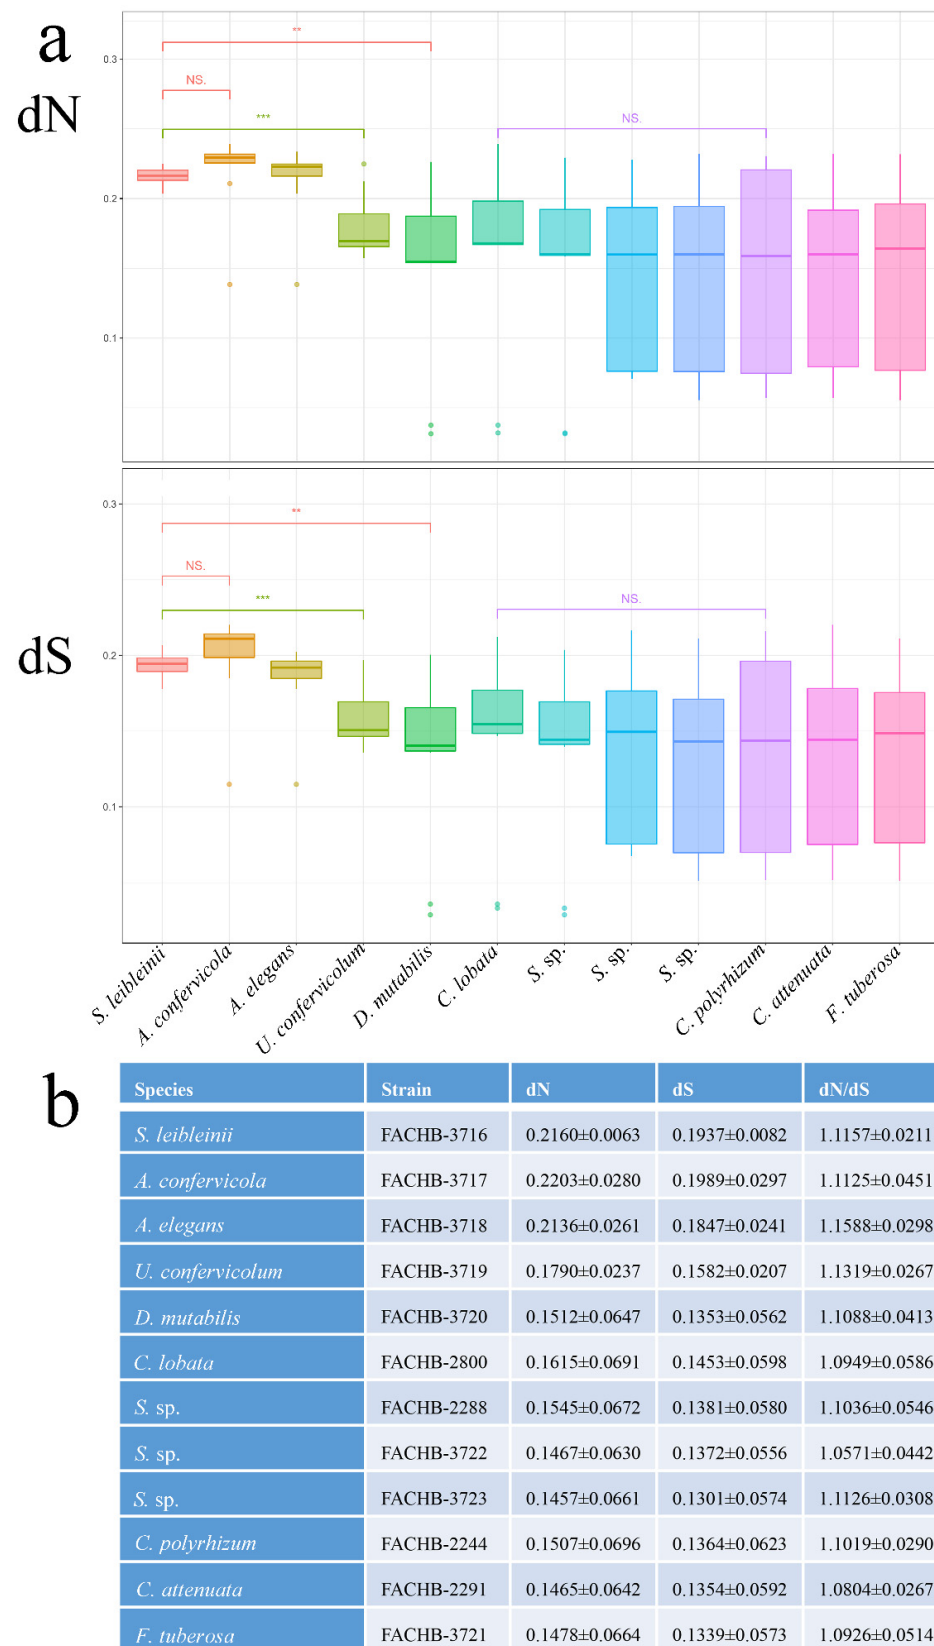 a
dN
**
0.3
NS.
***
NS.
0.2
0.1
dS
0.3
**
NS.
***
NS.
0.2
0.1
S. leibleinii
A. confervicola
A. elegans
U. confervicolum
D. mutabilis
C. lobata
S. sp.
S. sp.
S. sp.
C. polyrhizum
C. attenuata
F. tuberosa
b
Species Strain dN dS dN/dS
S. leibleinii FACHB-3716 0.2160±0.0063 0.1937±0.0082 1.1157±0.0211
A. confervicola FACHB-3717 0.2203±0.0280 0.1989±0.0297 1.1125±0.0451
A. elegans FACHB-3718 0.2136±0.0261 0.1847±0.0241 1.1588±0.0298
U. confervicolum FACHB-3719 0.1790±0.0237 0.1582±0.0207 1.1319±0.0267
D. mutabilis FACHB-3720 0.1512±0.0647 0.1353±0.0562 1.1088±0.0413
C. lobata FACHB-2800 0.1615±0.0691 0.1453±0.0598 1.0949±0.0586
S. sp. FACHB-2288 0.1545±0.0672 0.1381±0.0580 1.1036±0.0546
S. sp. FACHB-3722 0.1467±0.0630 0.1372±0.0556 1.0571±0.0442
S. sp. FACHB-3723 0.1457±0.0661 0.1301±0.0574 1.1126±0.0308
C. polyrhizum FACHB-2244 0.1507±0.0696 0.1364±0.0623 1.1019±0.0290
C. attenuata FACHB-2291 0.1465±0.0642 0.1354±0.0592 1.0804±0.0267
F. tuberosa FACHB-3721 0.1478±0.0664 0.1339±0.0573 1.0926±0.0514